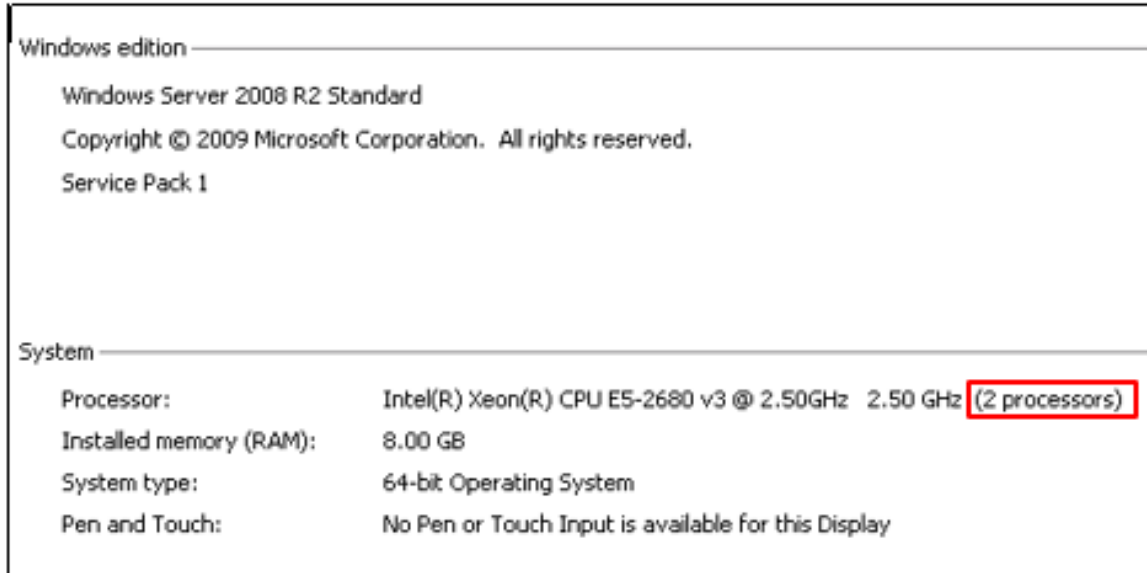 Windows edition
Windows Server 2008 R2 Standard
Copyright © 2009 Microsoft Corporation. All rights reserved.
Service Pack 1
System
Processor: Intel(R) Xeon(R) CPU E5-2680 v3 @ 2.50GHz 2.50 GHz (2 processors)
Installed memory (RAM): 8.00 GB
System type: 64-bit Operating System
Pen and Touch: No Pen or Touch Input is available for this Display